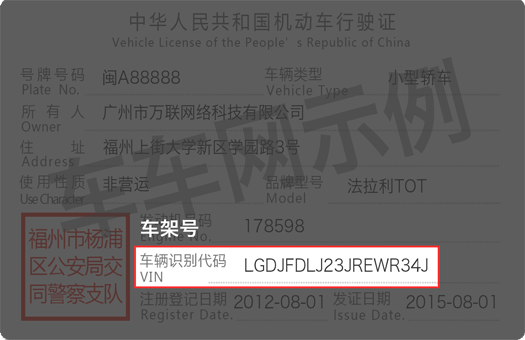 中华人民共和国机动车行驶证
Vehicle License of the People's Republic of China
号牌号码 闽A88888 车辆类型 小型轿车
Plate No. Vehicle Type
所有人 广州市万联网络科技有限公司
Owner
住址 福州上街大学新区学园路3号
Address
使用性质 非营运 品牌型号 法拉利TOT
Use Character Model
车车网示例
发动机号码 178598
Engine No.
车架号
车辆识别代码 LGDJFDLJ23JREWR34J
VIN
福州市杨浦
区公安局交
同警察支队
注册登记日期 2012-08-01 发证日期 2015-08-01
Register Date. Issue Date.